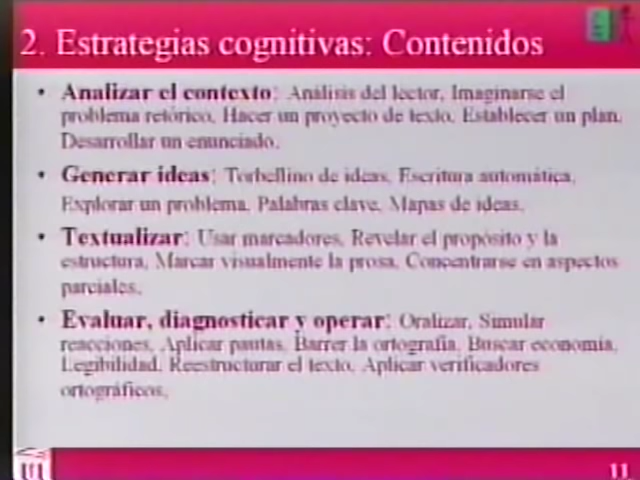 2. Estrategias cognitivas: Contenidos
• Analizar el contexto: Análisis del lector. Imaginarse el
problema retórico. Hacer un proyecto de texto. Establecer un plan.
Desarrollar un enunciado.
• Generar ideas: Torbellino de ideas. Escritura automática.
Explorar un problema. Palabras clave. Mapas de ideas.
• Textualizar: Usar marcadores. Revelar el propósito y la
estructura. Marcar visualmente la prosa. Concentrarse en aspectos
parciales.
• Evaluar, diagnosticar y operar: Oralizar. Simular
reacciones. Aplicar pautas. Barrer la ortografía. Buscar economía.
Legibilidad. Reestructurar el texto. Aplicar verificadores
ortográficos.
11